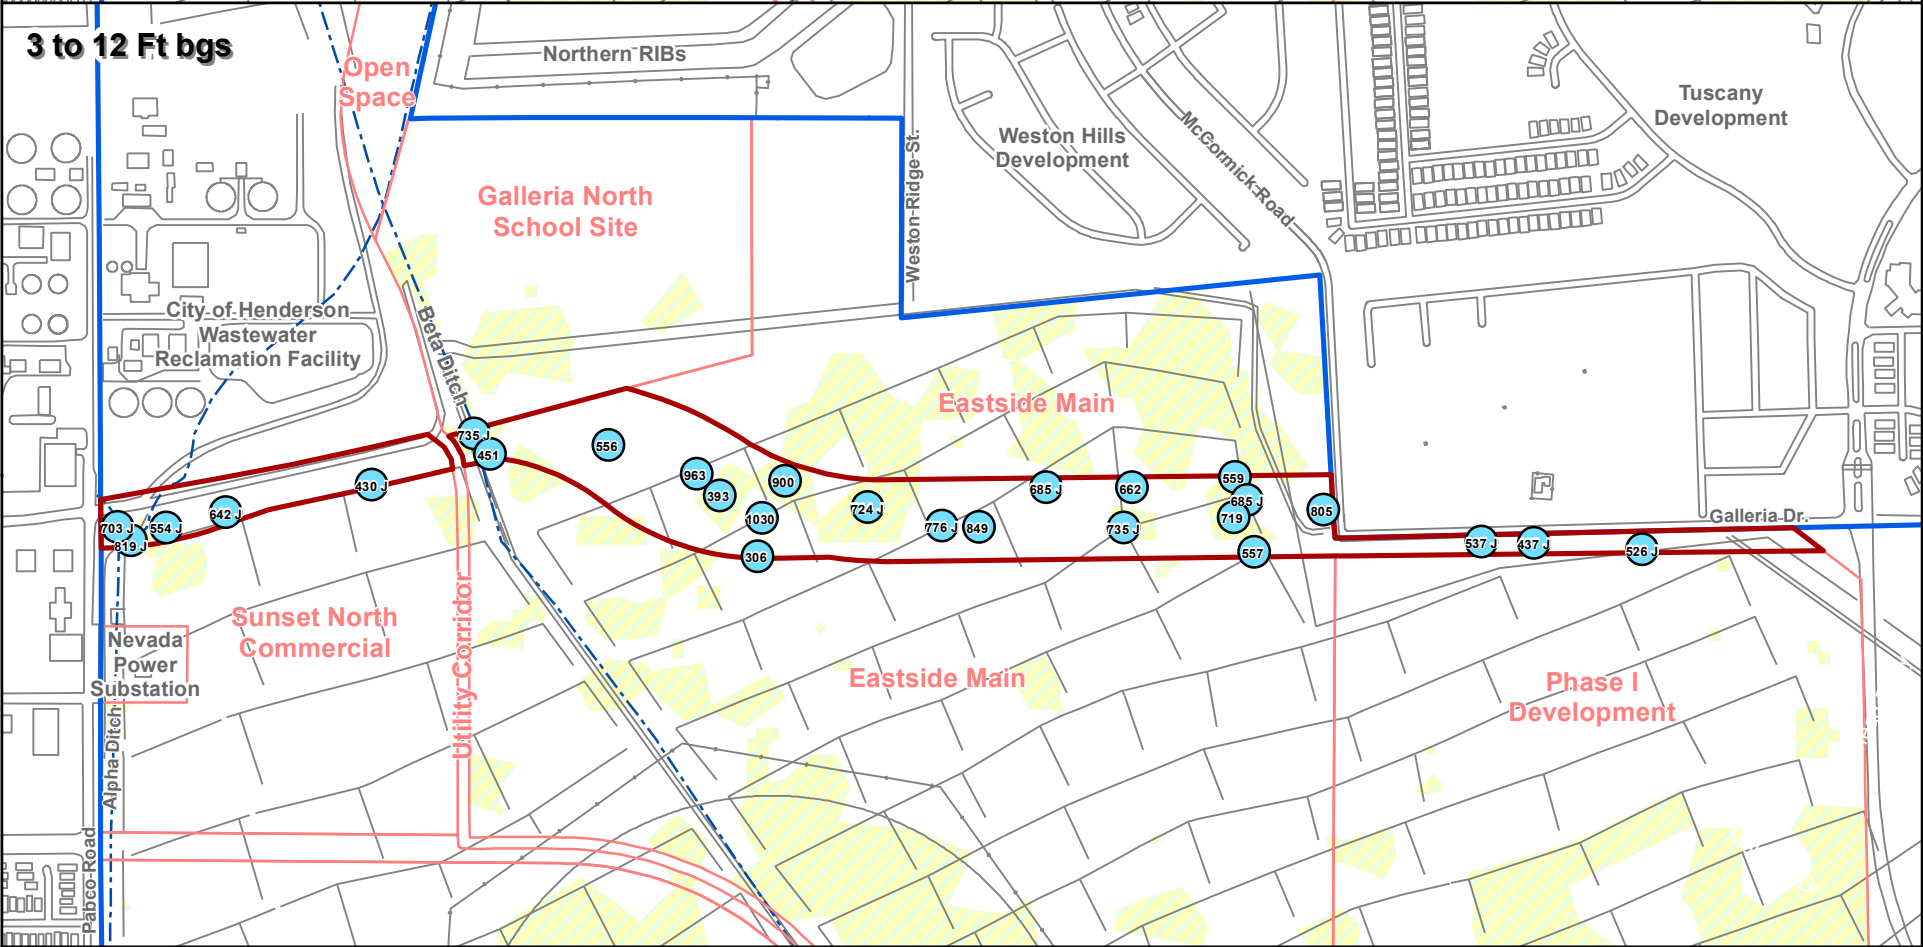 3 to 12 Ft bgs
Open
Space
Northern RIBs
Weston Hills
Development
McCormick Road
Tuscany
Development
Weston-Ridge-St.
Galleria North
School Site
City of Henderson
Wastewater
Reclamation Facility
Beta Ditch
Eastside Main
735 J
451
556
963
393
900
1030
306
724 J
776 J
849
685 J
662
735 J
559
685 J
719
557
805
430 J
642 J
554 J
703 J
819 J
537 J
437 J
526 J
Galleria Dr.
Sunset North
Commercial
Utility Corridor
Nevada
Power
Substation
Alpha-Ditch
Pabco-Road
Eastside Main
Phase I
Development